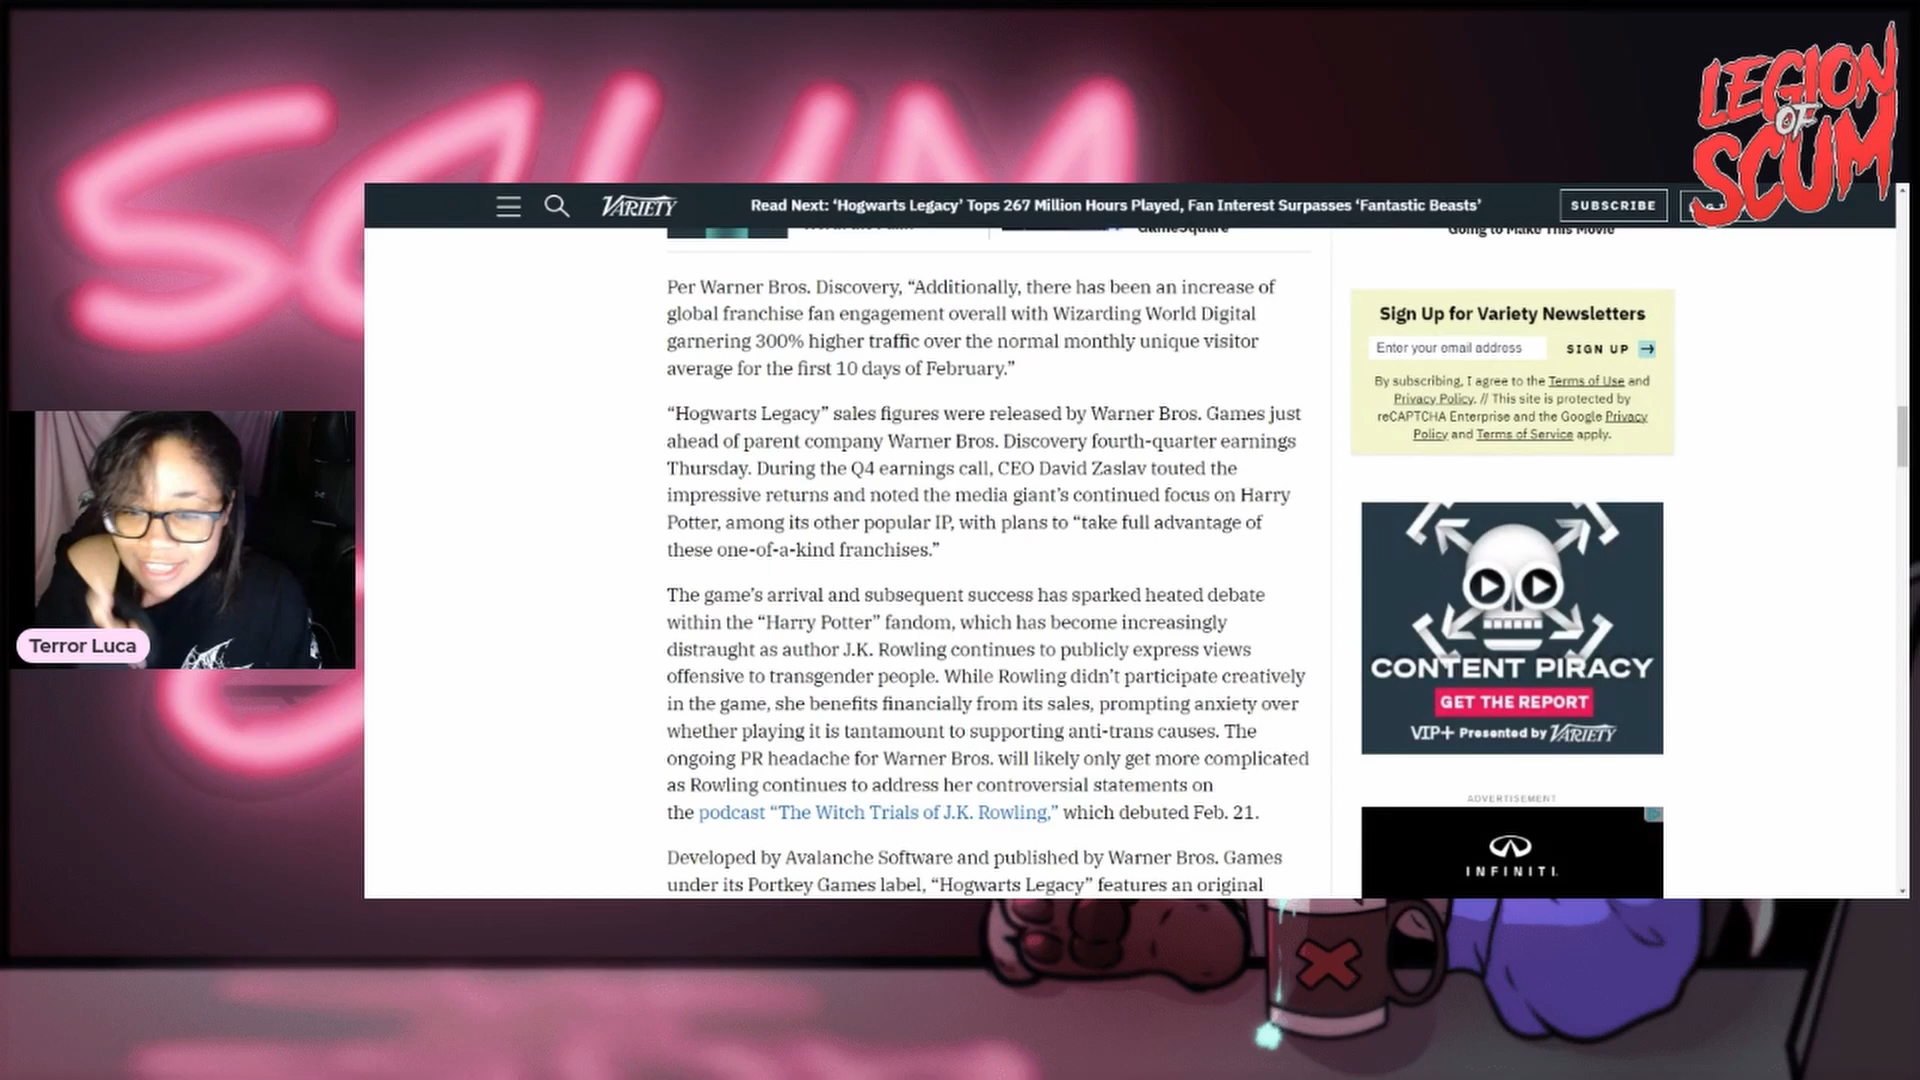 SCUM
LEGION
OF
SCUM
VARIETY
Read Next: ‘Hogwarts Legacy’ Tops 267 Million Hours Played, Fan Interest Surpasses ‘Fantastic Beasts’
SUBSCRIBE
GameSquare
Going to Make This Movie
Per Warner Bros. Discovery, “Additionally, there has been an increase of
global franchise fan engagement overall with Wizarding World Digital
garnering 300% higher traffic over the normal monthly unique visitor
average for the first 10 days of February.”
“Hogwarts Legacy” sales figures were released by Warner Bros. Games just
ahead of parent company Warner Bros. Discovery fourth-quarter earnings
Thursday. During the Q4 earnings call, CEO David Zaslav touted the
impressive returns and noted the media giant’s continued focus on Harry
Potter, among its other popular IP, with plans to “take full advantage of
these one-of-a-kind franchises.”
The game’s arrival and subsequent success has sparked heated debate
within the “Harry Potter” fandom, which has become increasingly
distraught as author J.K. Rowling continues to publicly express views
offensive to transgender people. While Rowling didn’t participate creatively
in the game, she benefits financially from its sales, prompting anxiety over
whether playing it is tantamount to supporting anti-trans causes. The
ongoing PR headache for Warner Bros. will likely only get more complicated
as Rowling continues to address her controversial statements on
the podcast “The Witch Trials of J.K. Rowling,” which debuted Feb. 21.
Developed by Avalanche Software and published by Warner Bros. Games
under its Portkey Games label, “Hogwarts Legacy” features an original
Sign Up for Variety Newsletters
Enter your email address
SIGN UP →
By subscribing, I agree to the Terms of Use and
Privacy Policy. // This site is protected by
reCAPTCHA Enterprise and the Google Privacy
Policy and Terms of Service apply.
CONTENT PIRACY
GET THE REPORT
VIP+ Presented by VARIETY
ADVERTISEMENT
INFINITI
Terror Luca